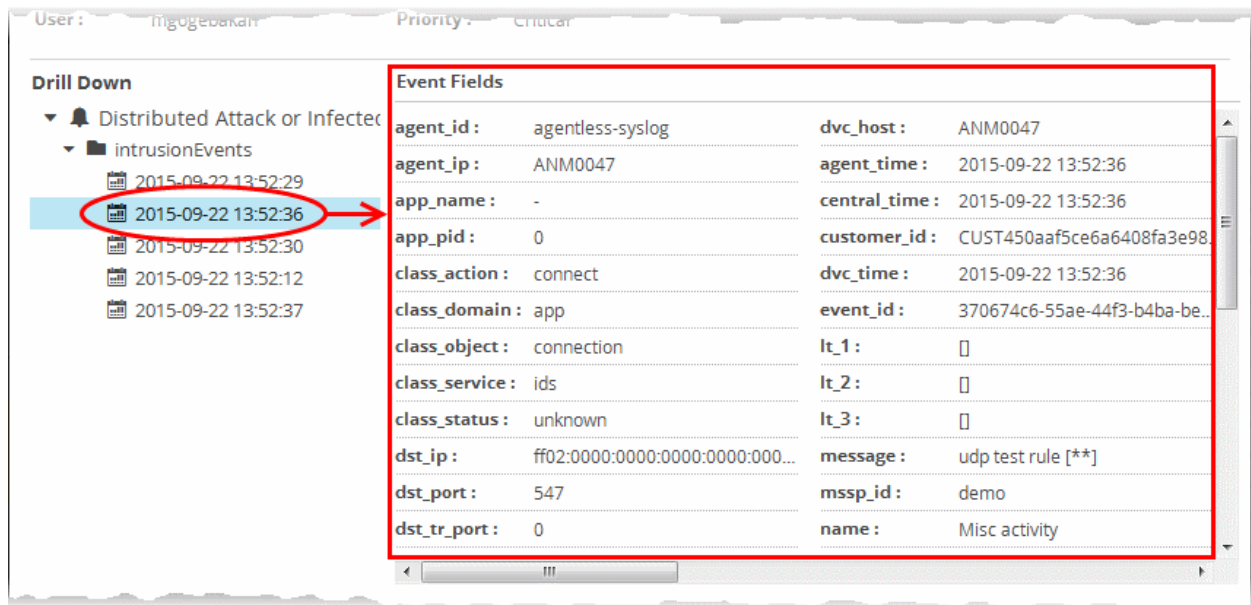 User : mgogebakan Priority : Critical
Drill Down
Distributed Attack or Infected
intrusionEvents
2015-09-22 13:52:29
2015-09-22 13:52:36
2015-09-22 13:52:30
2015-09-22 13:52:12
2015-09-22 13:52:37
Event Fields
agent_id : agentless-syslog dvc_host : ANM0047
agent_ip : ANM0047 agent_time : 2015-09-22 13:52:36
app_name : - central_time : 2015-09-22 13:52:36
app_pid : 0 customer_id : CUST450aaf5ce6a6408fa3e98.
class_action : connect dvc_time : 2015-09-22 13:52:36
class_domain : app event_id : 370674c6-55ae-44f3-b4ba-be...
class_object : connection lt_1 : []
class_service : ids lt_2 : []
class_status : unknown lt_3 : []
dst_ip : ff02:0000:0000:0000:0000:000... message : udp test rule [**]
dst_port : 547 mssp_id : demo
dst_tr_port : 0 name : Misc activity